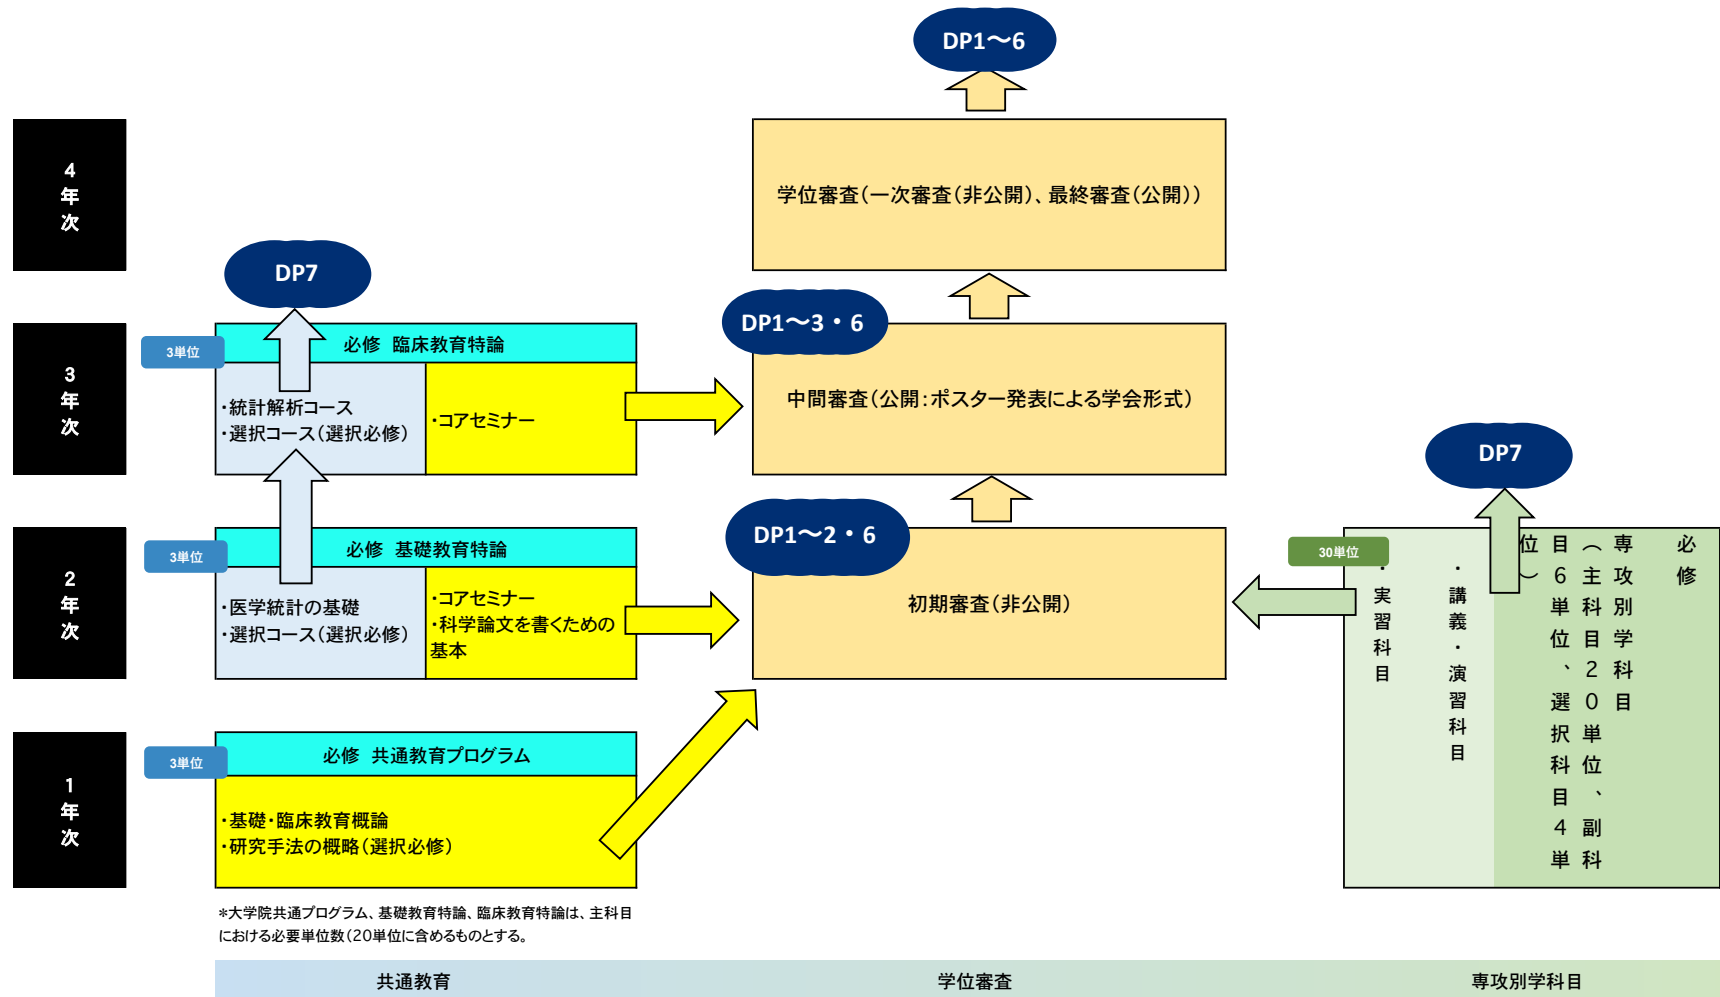 DP1～6
4年次
学位審査(一次審査(非公開)、最終審査(公開))
DP7
3年次
3単位
必修 臨床教育特論
・統計解析コース
・選択コース(選択必修)
・コアセミナー
DP1～3・6
中間審査(公開:ポスター発表による学会形式)
2年次
3単位
必修 基礎教育特論
・医学統計の基礎
・選択コース(選択必修)
・コアセミナー
・科学論文を書くための
基本
DP1～2・6
初期審査(非公開)
DP7
30単位
必修
専攻別学科目
（主科目２０単位、副科
目６単位、選択科目４単
位）
・講義・演習科目
・実習科目
1年次
3単位
必修 共通教育プログラム
・基礎・臨床教育概論
・研究手法の概略(選択必修)
*大学院共通プログラム、基礎教育特論、臨床教育特論は、主科目
における必要単位数(20単位に含めるものとする。
共通教育
学位審査
専攻別学科目